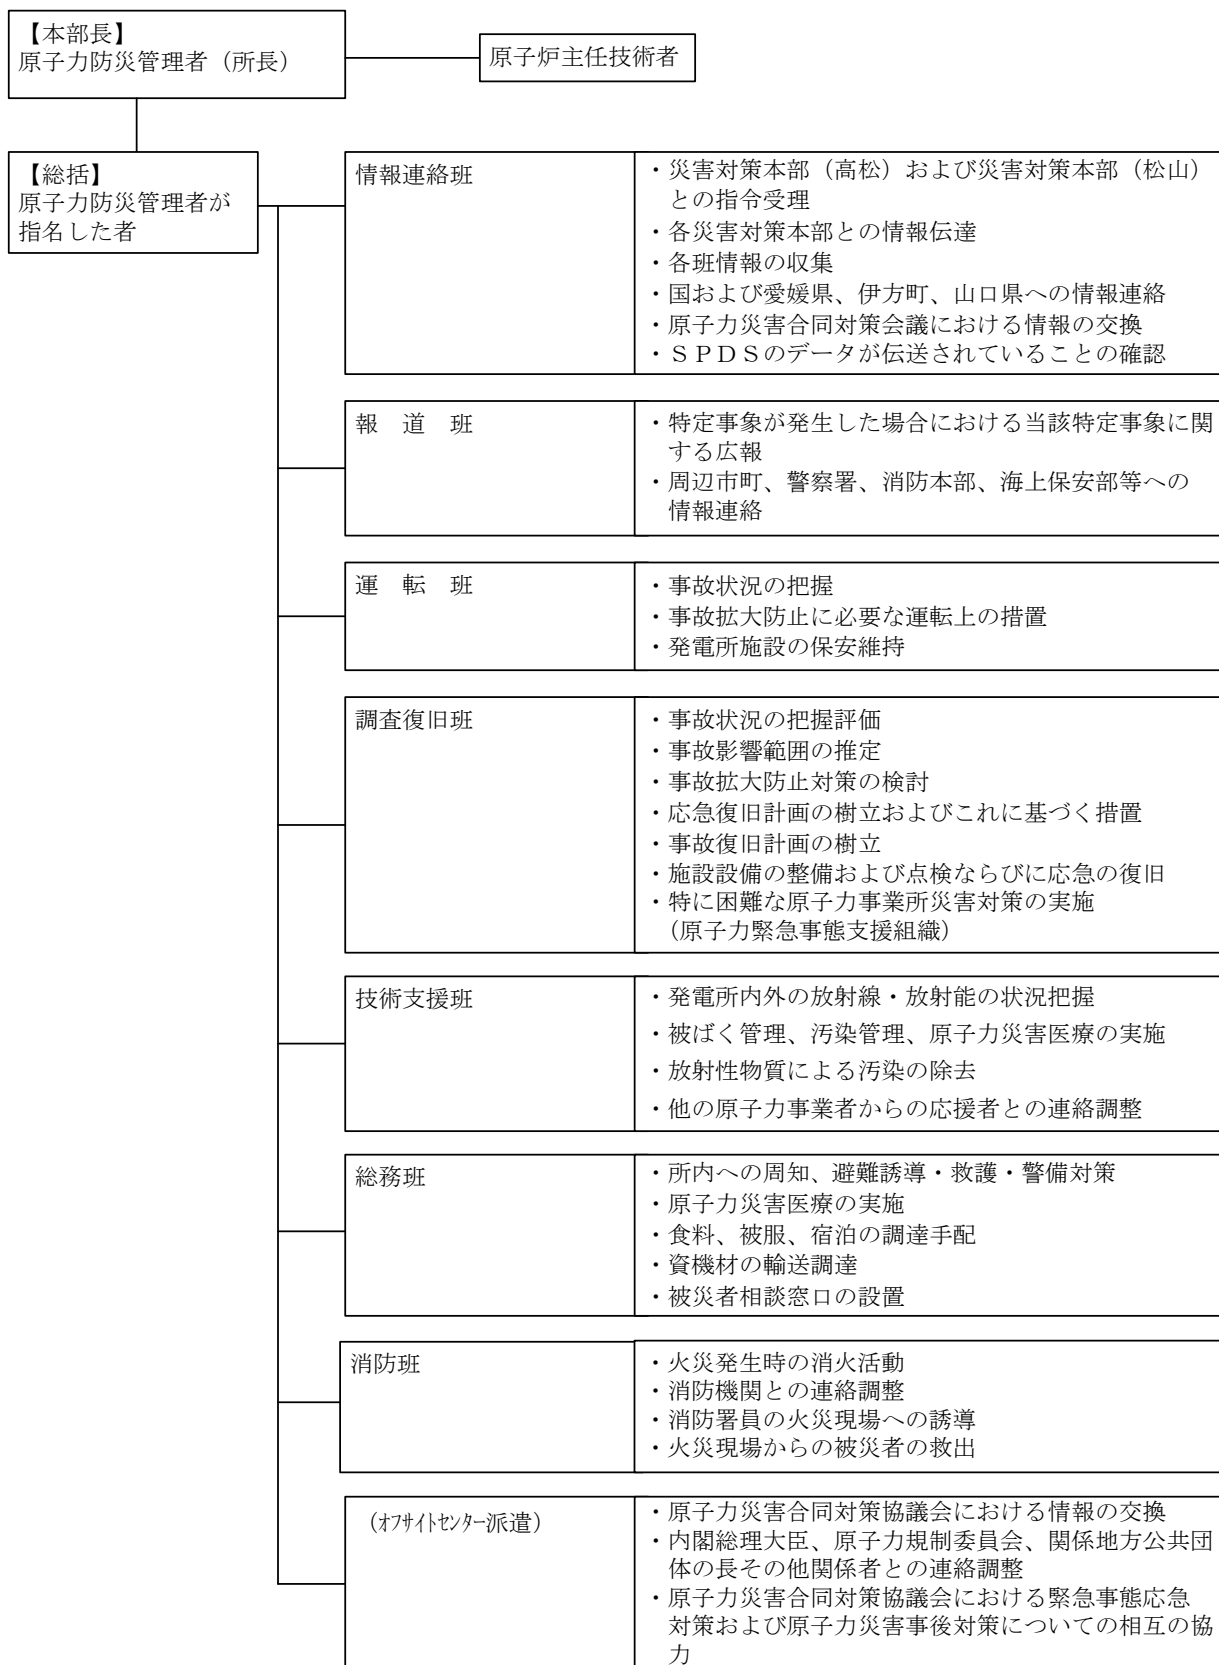 【本部長】
原子力防災管理者（所長）
原子炉主任技術者
【総括】
原子力防災管理者が
指名した者
情報連絡班
・災害対策本部（高松）および災害対策本部（松山）
との指令受理
・各災害対策本部との情報伝達
・各班情報の収集
・国および愛媛県、伊方町、山口県への情報連絡
・原子力災害合同対策会議における情報の交換
・ＳＰＤＳのデータが伝送されていることの確認
報　道　班
・特定事象が発生した場合における当該特定事象に関
する広報
・周辺市町、警察署、消防本部、海上保安部等への
情報連絡
運　転　班
・事故状況の把握
・事故拡大防止に必要な運転上の措置
・発電所施設の保安維持
調査復旧班
・事故状況の把握評価
・事故影響範囲の推定
・事故拡大防止対策の検討
・応急復旧計画の樹立およびこれに基づく措置
・事故復旧計画の樹立
・施設設備の整備および点検ならびに応急の復旧
・特に困難な原子力事業所災害対策の実施
（原子力緊急事態支援組織）
技術支援班
・発電所内外の放射線・放射能の状況把握
・被ばく管理、汚染管理、原子力災害医療の実施
・放射性物質による汚染の除去
・他の原子力事業者からの応援者との連絡調整
総務班
・所内への周知、避難誘導・救護・警備対策
・原子力災害医療の実施
・食料、被服、宿泊の調達手配
・資機材の輸送調達
・被災者相談窓口の設置
消防班
・火災発生時の消火活動
・消防機関との連絡調整
・消防署員の火災現場への誘導
・火災現場からの被災者の救出
（ｵﾌｻｲﾄｾﾝﾀｰ派遣）
・原子力災害合同対策協議会における情報の交換
・内閣総理大臣、原子力規制委員会、関係地方公共団
体の長その他関係者との連絡調整
・原子力災害合同対策協議会における緊急事態応急
対策および原子力災害事後対策についての相互の協
力